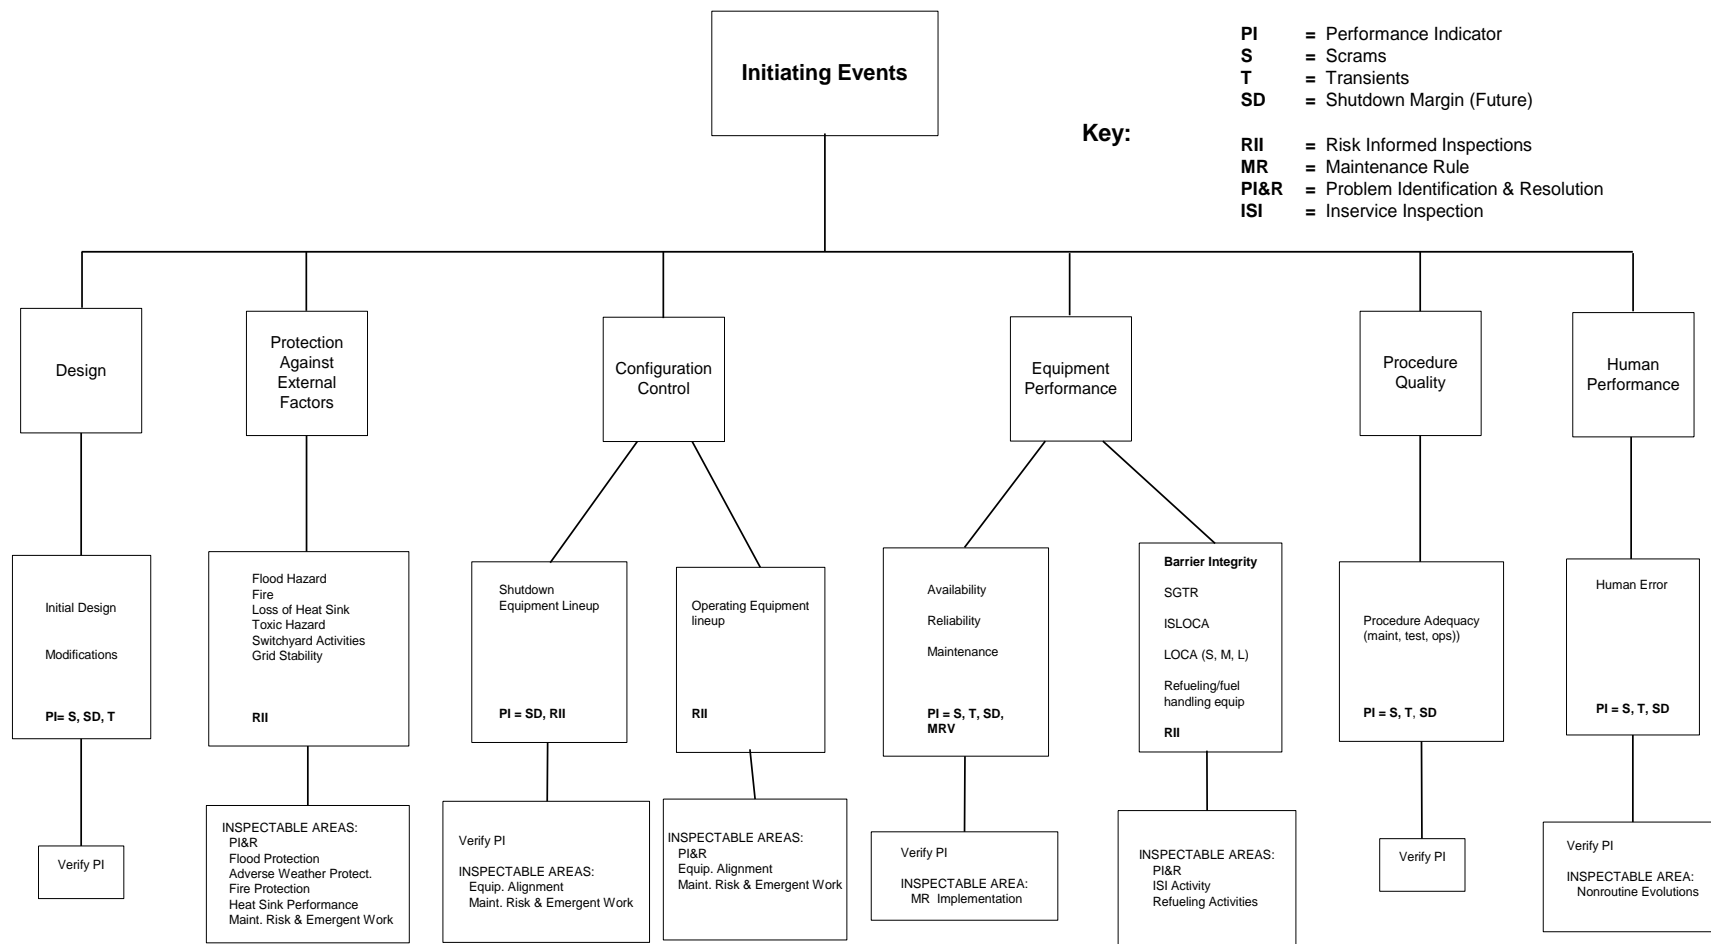 Initiating Events
Key:
PI = Performance Indicator
S = Scrams
T = Transients
SD = Shutdown Margin (Future)
RII = Risk Informed Inspections
MR = Maintenance Rule
PI&R = Problem Identification & Resolution
ISI = Inservice Inspection
Design
Protection
Against
External
Factors
Configuration
Control
Equipment
Performance
Procedure
Quality
Human
Performance
Initial Design
Modifications
PI= S, SD, T
Flood Hazard
Fire
Loss of Heat Sink
Toxic Hazard
Switchyard Activities
Grid Stability
RII
Shutdown
Equipment Lineup
PI = SD, RII
Operating Equipment
lineup
RII
Availability
Reliability
Maintenance
PI = S, T, SD,
MRV
Barrier Integrity
SGTR
ISLOCA
LOCA (S, M, L)
Refueling/fuel
handling equip
RII
Procedure Adequacy
(maint, test, ops))
PI = S, T, SD
Human Error
PI = S, T, SD
Verify PI
INSPECTABLE AREAS:
PI&R
Flood Protection
Adverse Weather Protect.
Fire Protection
Heat Sink Performance
Maint. Risk & Emergent Work
Verify PI
INSPECTABLE AREAS:
Equip. Alignment
Maint. Risk & Emergent Work
INSPECTABLE AREAS:
PI&R
Equip. Alignment
Maint. Risk & Emergent Work
Verify PI
INSPECTABLE AREA:
MR Implementation
INSPECTABLE AREAS:
PI&R
ISI Activity
Refueling Activities
Verify PI
Verify PI
INSPECTABLE AREA:
Nonroutine Evolutions